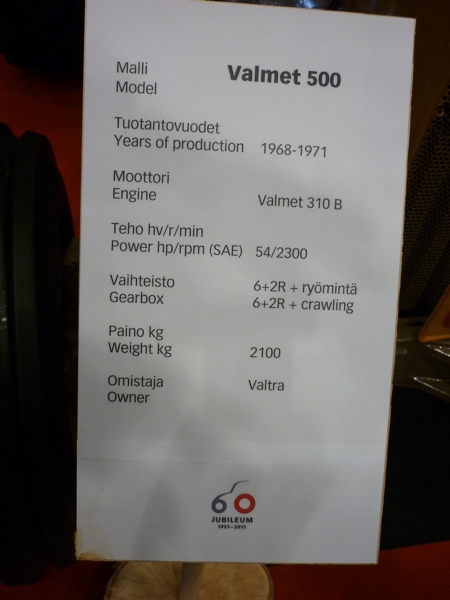 Malli
Model
Valmet 500
Tuotantovuodet
Years of production 1968-1971
Moottori
Engine
Valmet 310 B
Teho hv/r/min
Power hp/rpm (SAE) 54/2300
Vaihteisto
Gearbox
6+2R + ryömintä
6+2R + crawling
Paino kg
Weight kg 2100
Omistaja
Owner
Valtra
60
JUBILEUM
1951-2011